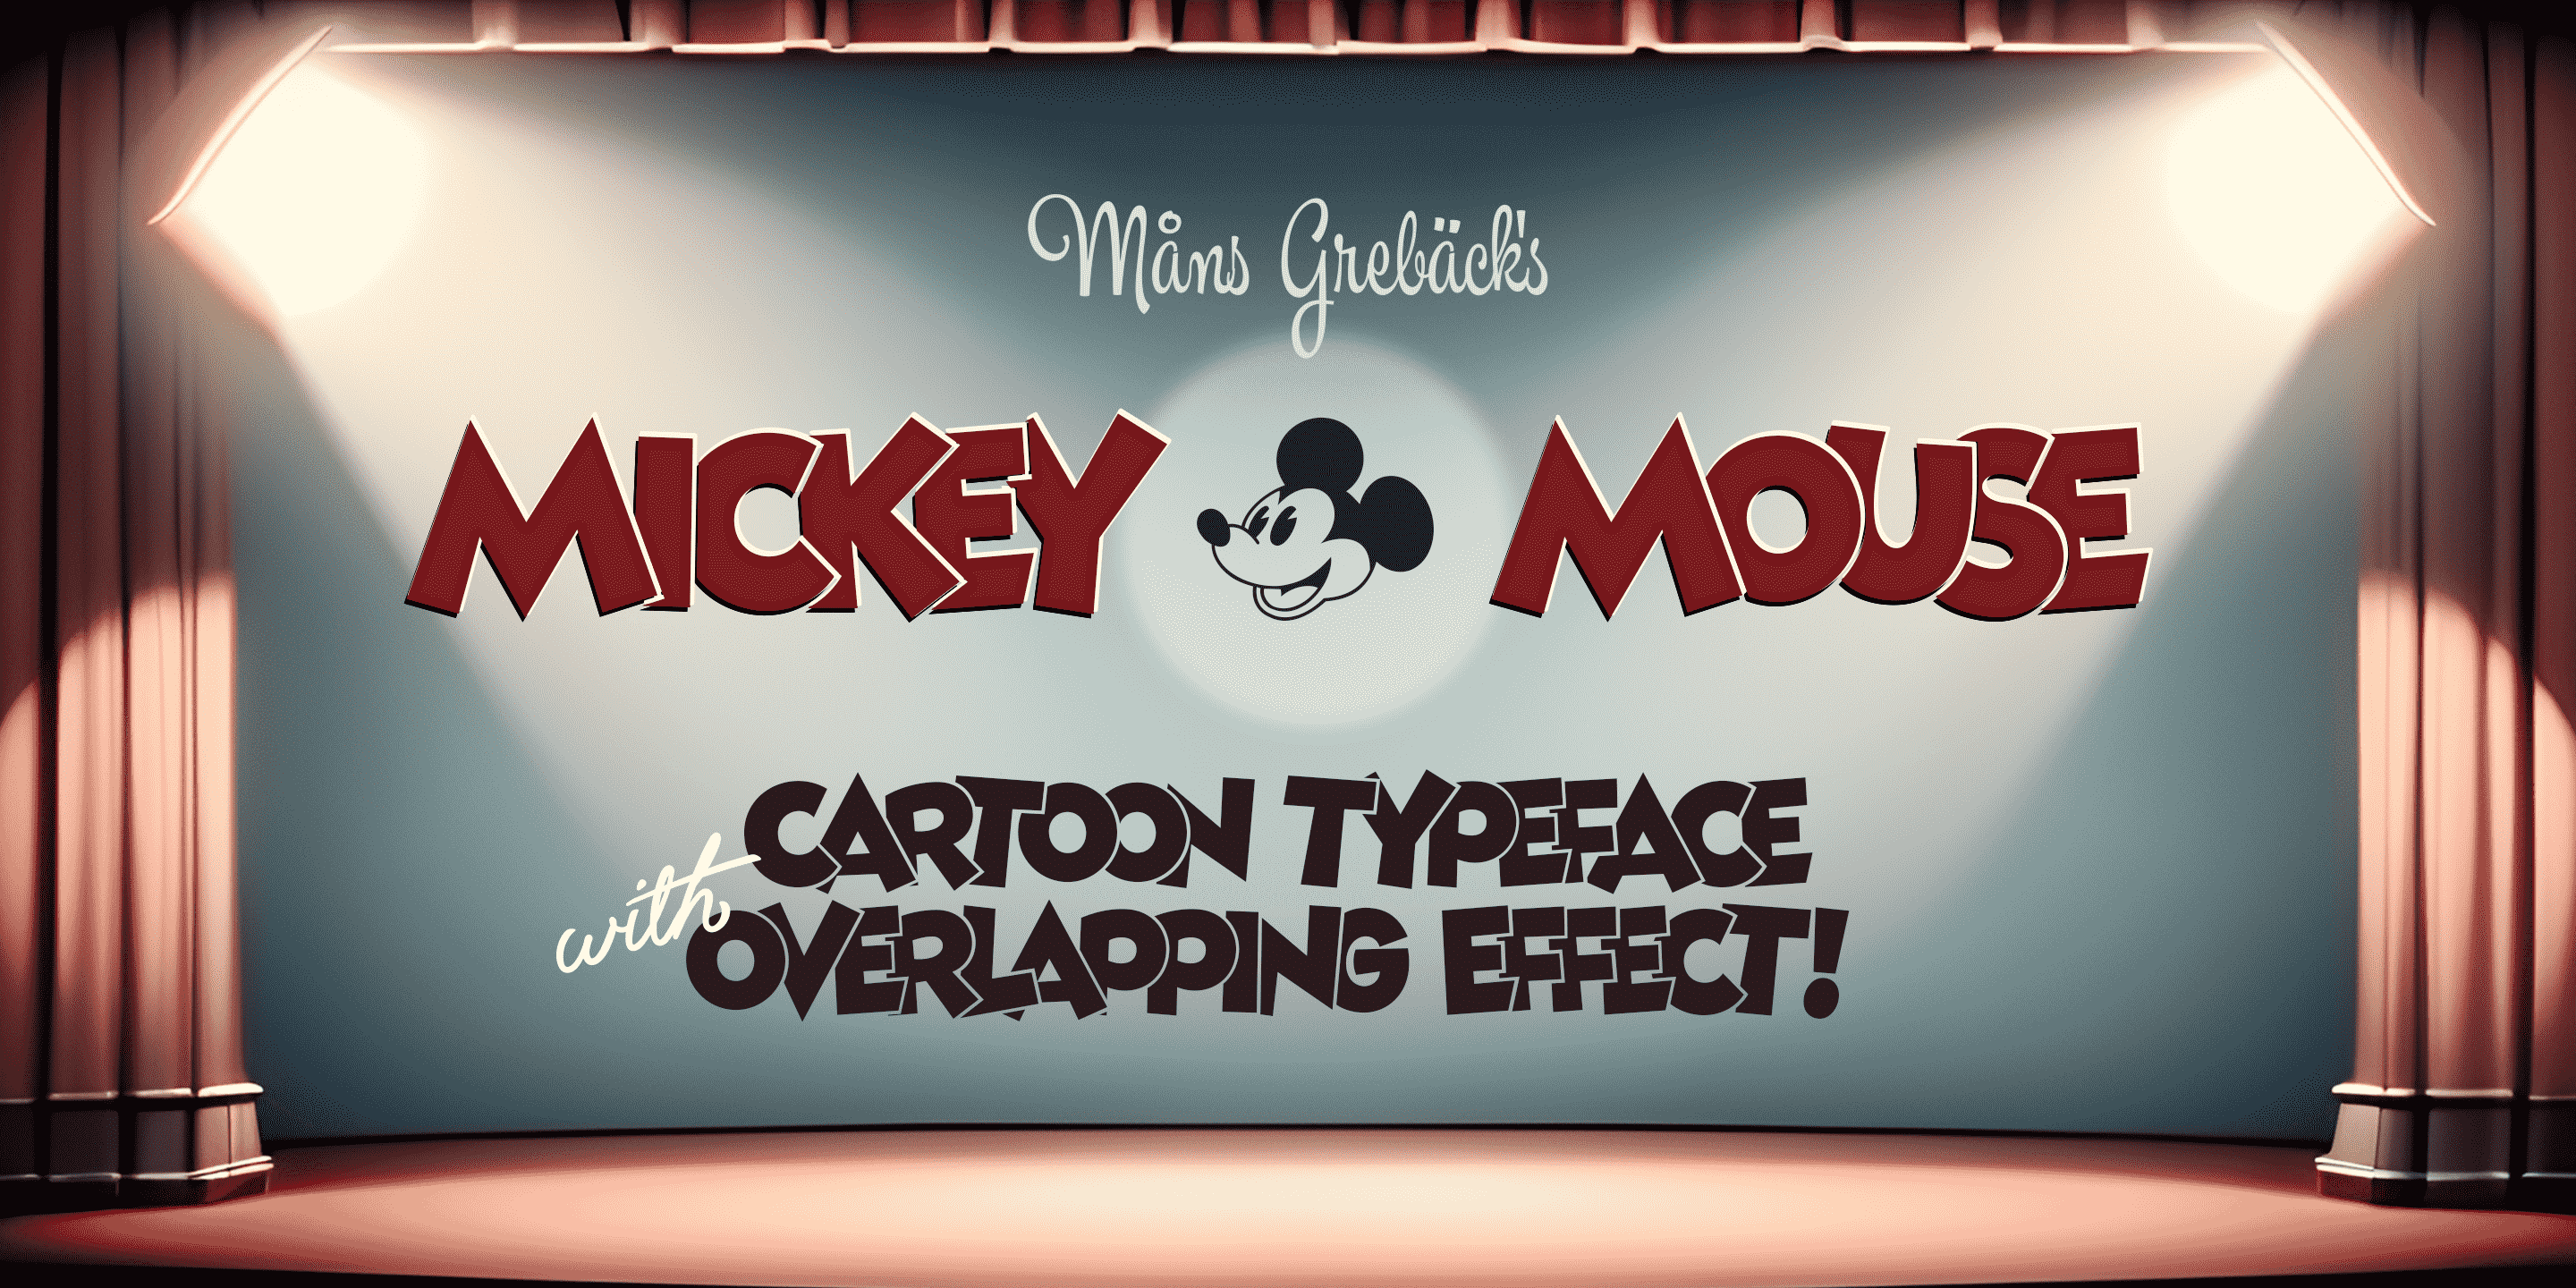 Måns Grebäck's
MICKEY MOUSE
CARTOON TYPEFACE
with
OVERLAPPING EFFECT!